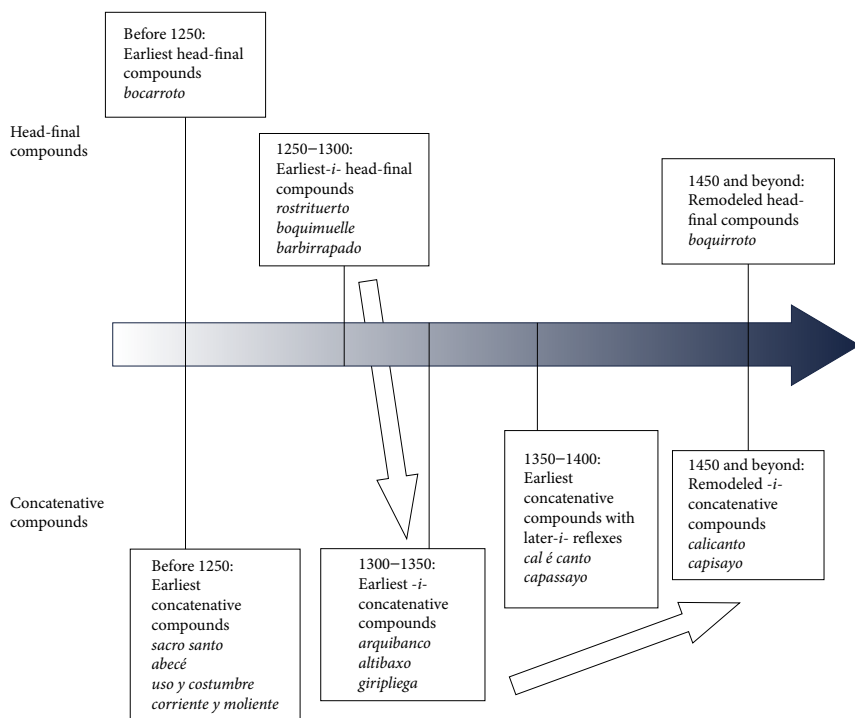 Before 1250:
Earliest head-final
compounds
bocarroto
Head-final
compounds
1250–1300:
Earliest-i- head-final
compounds
rostrituerto
boquimuelle
barbirrapado
1450 and beyond:
Remodeled head-
final compounds
boquirroto
Concatenative
compounds
Before 1250:
Earliest
concatenative
compounds
sacro santo
abecé
uso y costumbre
corriente y moliente
1300–1350:
Earliest -i-
concatenative
compounds
arquibanco
altibaxo
giripliega
1350–1400:
Earliest
concatenative
compounds with
later-i- reflexes
cal é canto
capassayo
1450 and beyond:
Remodeled -i-
concatenative
compounds
calicanto
capisayo